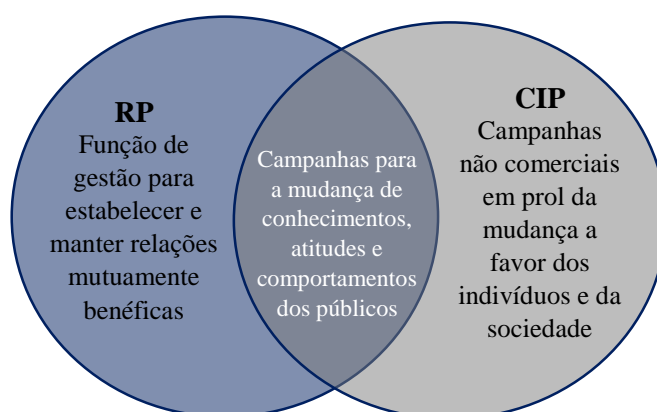 RP
Função de
gestão para
estabelecer e
manter relações
mutuamente
benéficas
Campanhas para
a mudança de
conhecimentos,
atitudes e
comportamentos
dos públicos
CIP
Campanhas
não comerciais
em prol da
mudança a
favor dos
indivíduos e da
sociedade